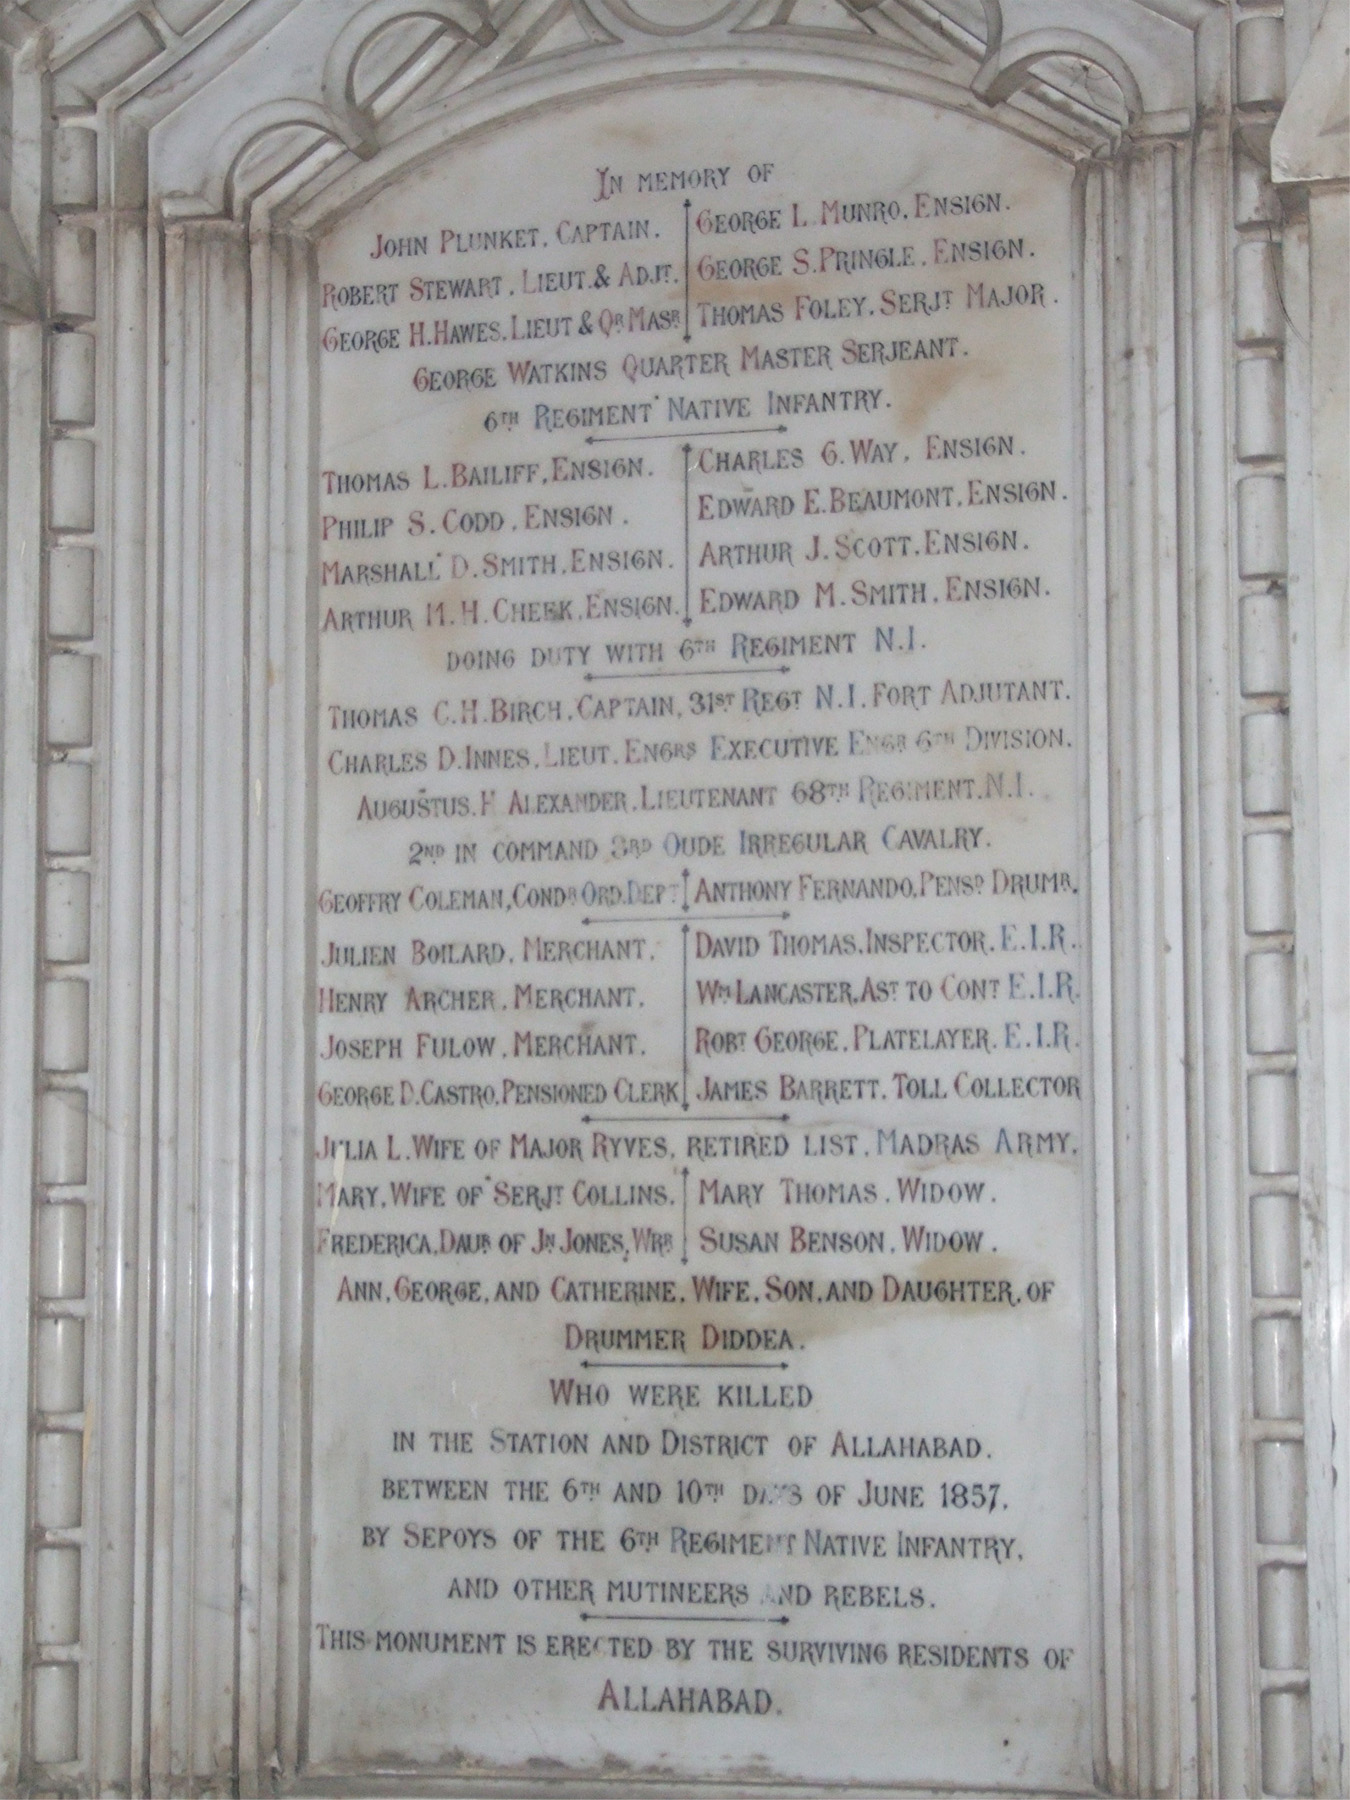 In memory of
John Plunket, Captain.
Robert Stewart, Lieut. & Adjt.
George H. Hawes, Lieut & Qr Masr
George L. Munro, Ensign.
George S. Pringle, Ensign.
Thomas Foley, Serjt Major.
George Watkins Quarter Master Serjeant.
6th Regiment Native Infantry.
Thomas L. Bailiff, Ensign.
Philip S. Codd, Ensign.
Marshall D. Smith, Ensign.
Arthur M. H. Cheek, Ensign.
Charles G. Way, Ensign.
Edward E. Beaumont, Ensign.
Arthur J. Scott, Ensign.
Edward M. Smith, Ensign.
doing duty with 6th Regiment N.I.
Thomas C. H. Birch, Captain, 31st Regt N.I. Fort Adjutant.
Charles D. Innes, Lieut. Engrs Executive Engr 6th Division.
Augustus. H Alexander, Lieutenant 68th Regiment. N.I.
2nd in command 3rd Oude Irregular Cavalry.
Geoffry Coleman, Condr Ord. Dept
Anthony Fernando, Pensd Drumr.
Julien Boilard, Merchant.
Henry Archer, Merchant.
Joseph Fulow, Merchant.
George D. Castro, Pensioned Clerk
David Thomas, Inspector, E.I.R.
Wm Lancaster, Ast to Cont E.I.R.
Robt George, Platelayer, E.I.R.
James Barrett, Toll Collector
Julia L. Wife of Major Ryves, retired list, Madras Army.
Mary, Wife of Serjt Collins.
Frederica, Daur of Jn Jones, Wrr
Mary Thomas, Widow.
Susan Benson, Widow.
Ann, George, and Catherine, Wife, Son, and Daughter, of
Drummer Diddea.
Who were killed
in the Station and District of Allahabad.
between the 6th and 10th days of June 1857,
by Sepoys of the 6th Regiment Native Infantry,
and other mutineers and rebels.
This monument is erected by the surviving residents of
Allahabad.